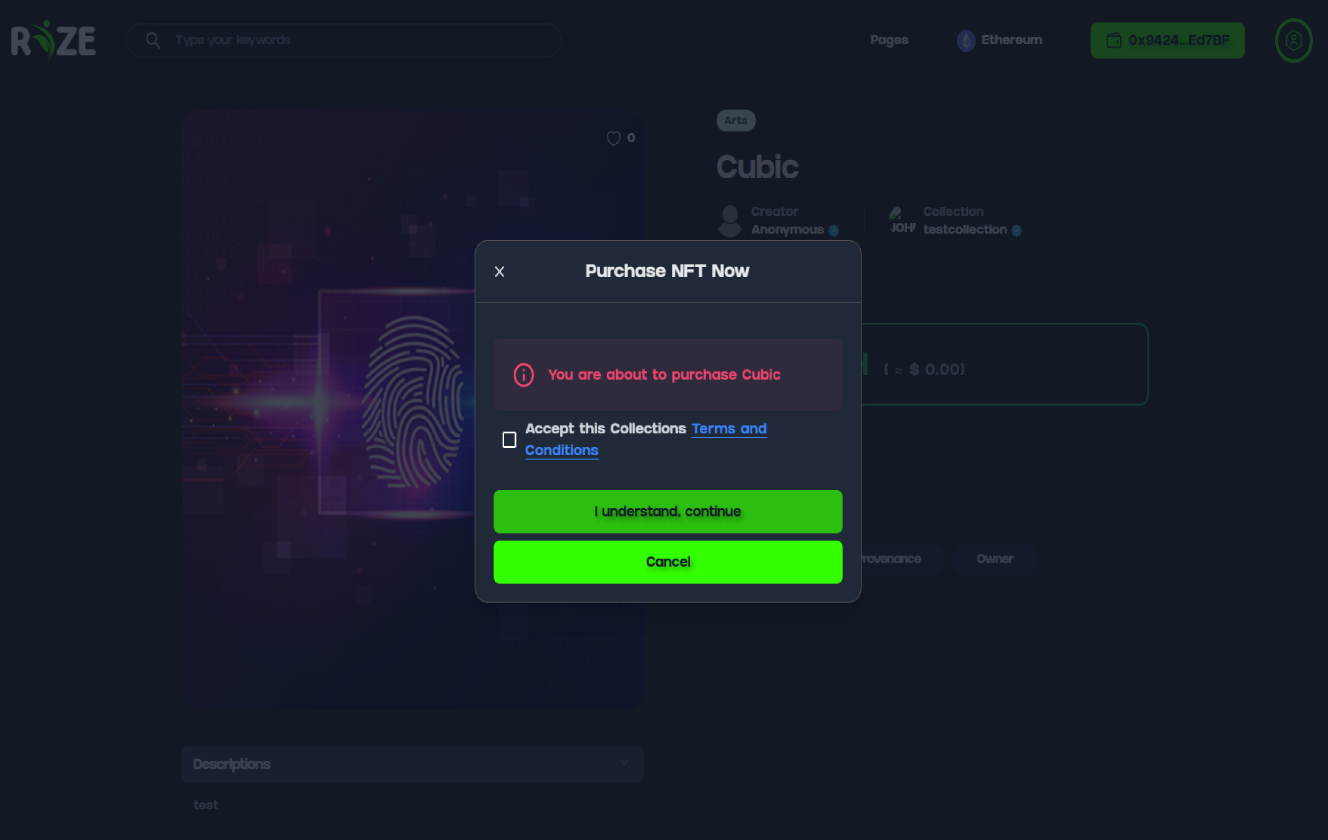 RIZE
Type your keywords
Pages
Ethereum
0x9424...Ed7BF
0
Arts
Cubic
Creator
Anonymous
Collection
testcollection
JOH
Purchase NFT Now
You are about to purchase Cubic
Accept this Collections Terms and
Conditions
( ≈ $ 0.00)
I understand, continue
Cancel
Owner
Descriptions
test